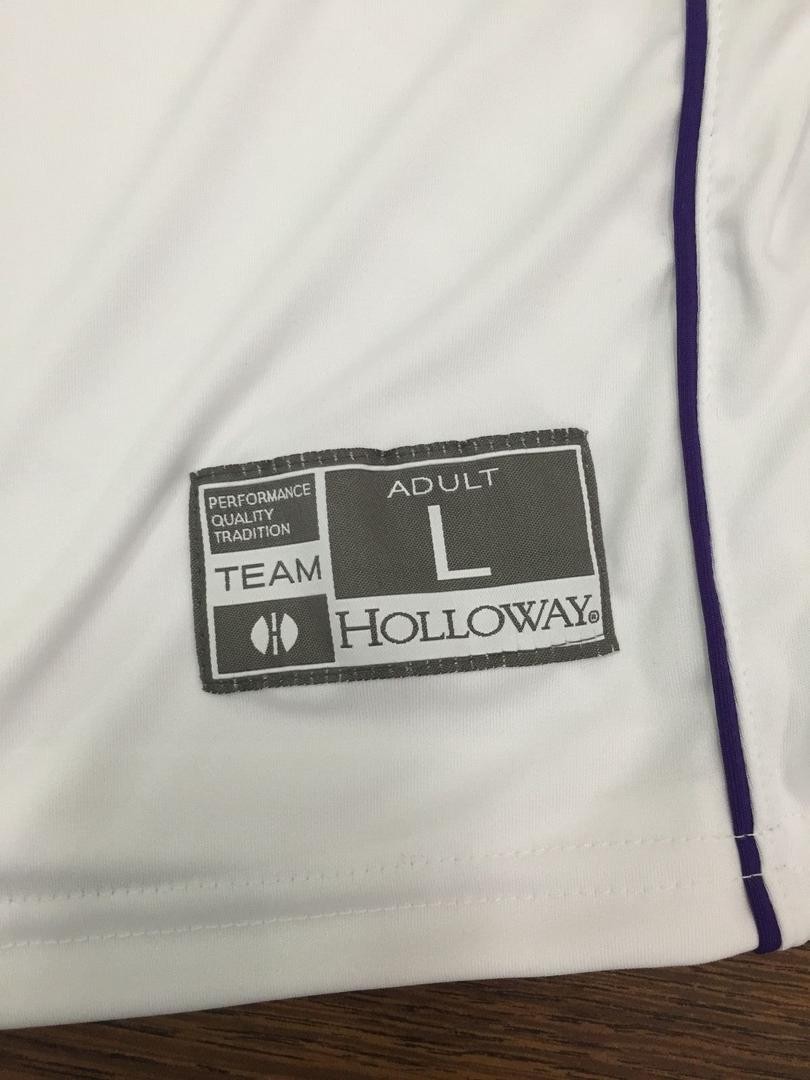 PERFORMANCE
QUALITY
TRADITION
TEAM
ADULT
L
HOLLOWAY®